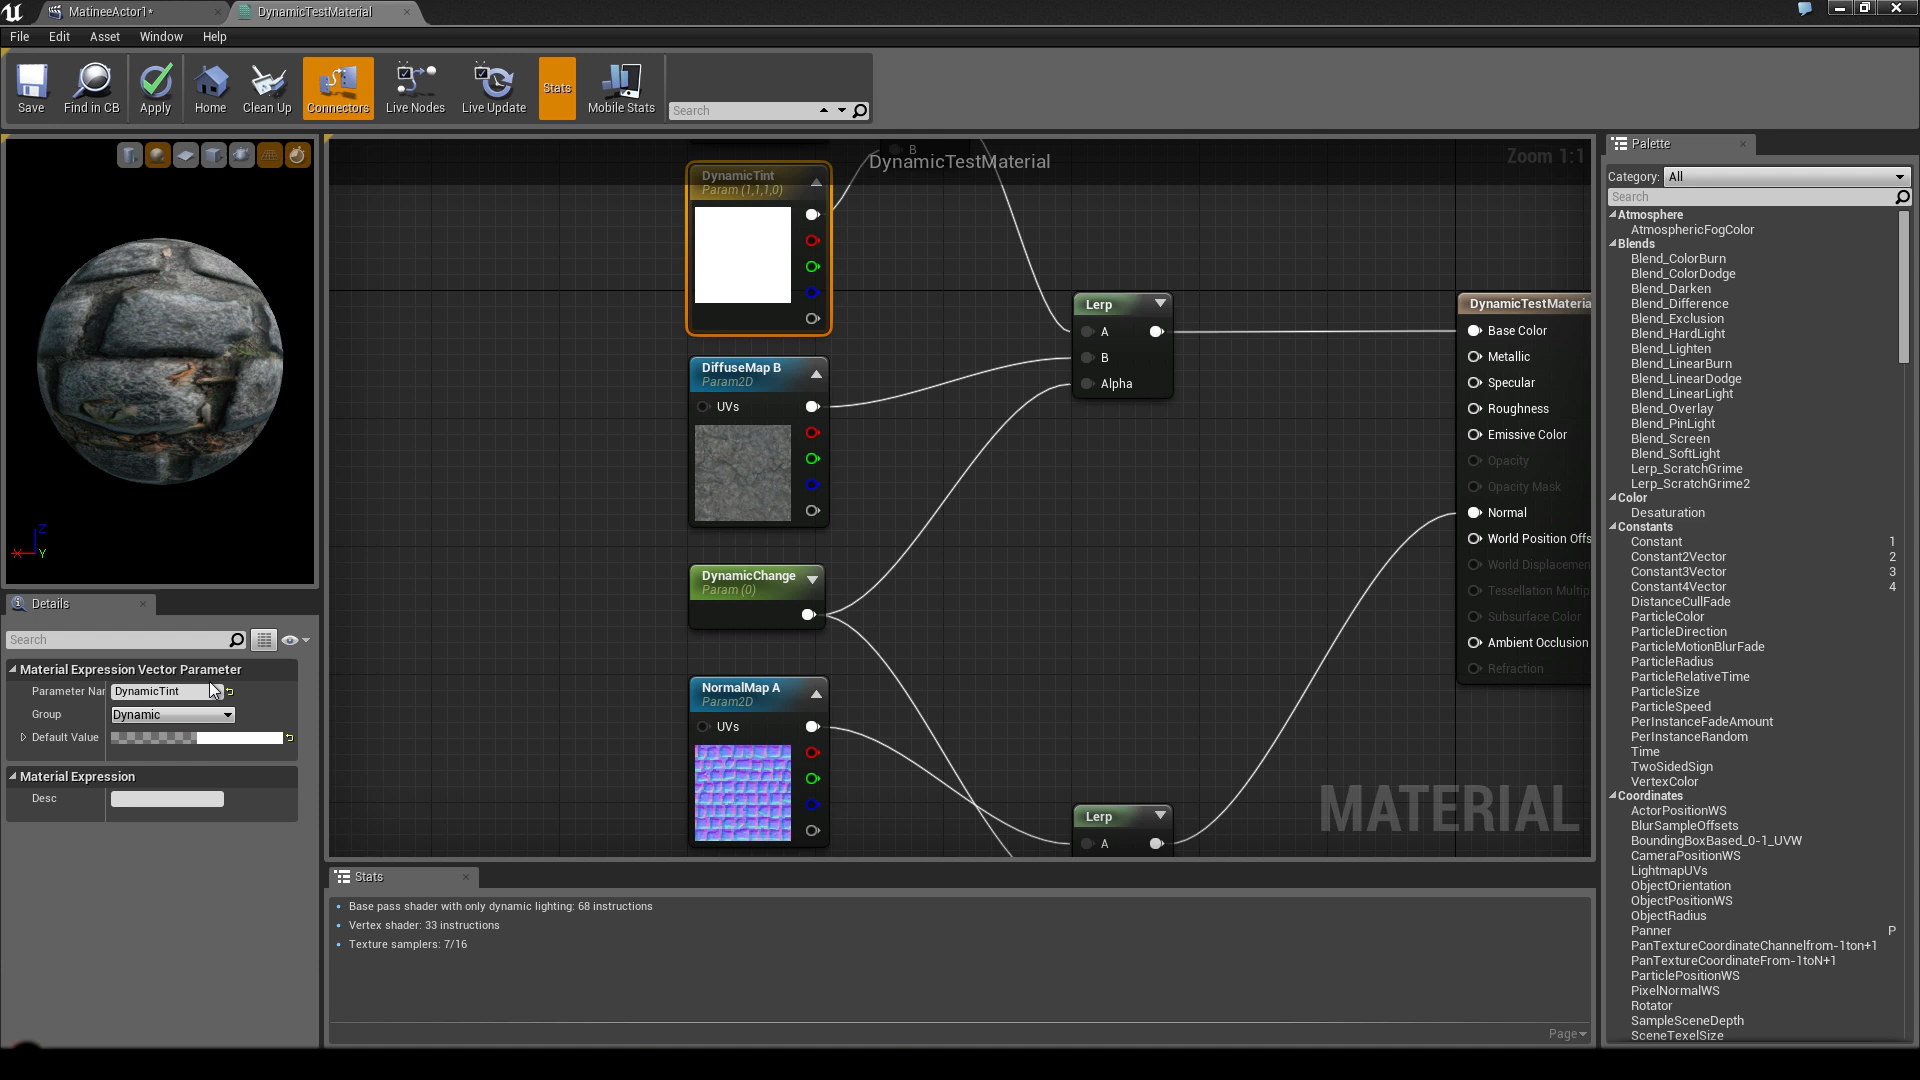 MatineeActor1*
DynamicTestMaterial
File Edit Asset Window Help
Save
Find in CB
Apply
Home
Clean Up
Connectors
Live Nodes
Live Update
Stats
Mobile Stats
Search
DynamicTestMaterial
Zoom 1:1
B
DynamicTint
Param (1,1,1,0)
DiffuseMap B
Param2D
UVs
DynamicChange
Param (0)
NormalMap A
Param2D
UVs
Lerp
A
B
Alpha
Lerp
A
DynamicTestMateria
Base Color
Metallic
Specular
Roughness
Emissive Color
Opacity
Opacity Mask
Normal
World Position Offs
World Displacemen
Tessellation Multip
Subsurface Color
Ambient Occlusion
Refraction
MATERIAL
Z
X
Y
Details
Search
Material Expression Vector Parameter
Parameter Nar DynamicTint
Group Dynamic
Default Value
Material Expression
Desc
Stats
Base pass shader with only dynamic lighting: 68 instructions
Vertex shader: 33 instructions
Texture samplers: 7/16
Page
Palette
Category: All
Search
Atmosphere
AtmosphericFogColor
Blends
Blend_ColorBurn
Blend_ColorDodge
Blend_Darken
Blend_Difference
Blend_Exclusion
Blend_HardLight
Blend_Lighten
Blend_LinearBurn
Blend_LinearDodge
Blend_LinearLight
Blend_Overlay
Blend_PinLight
Blend_Screen
Blend_SoftLight
Lerp_ScratchGrime
Lerp_ScratchGrime2
Color
Desaturation
Constants
Constant 1
Constant2Vector 2
Constant3Vector 3
Constant4Vector 4
DistanceCullFade
ParticleColor
ParticleDirection
ParticleMotionBlurFade
ParticleRadius
ParticleRelativeTime
ParticleSize
ParticleSpeed
PerInstanceFadeAmount
PerInstanceRandom
Time
TwoSidedSign
VertexColor
Coordinates
ActorPositionWS
BlurSampleOffsets
BoundingBoxBased_0-1_UVW
CameraPositionWS
LightmapUVs
ObjectOrientation
ObjectPositionWS
ObjectRadius
Panner P
PanTextureCoordinateChannelfrom-1ton+1
PanTextureCoordinateFrom-1toN+1
ParticlePositionWS
PixelNormalWS
Rotator
SampleSceneDepth
SceneTexelSize